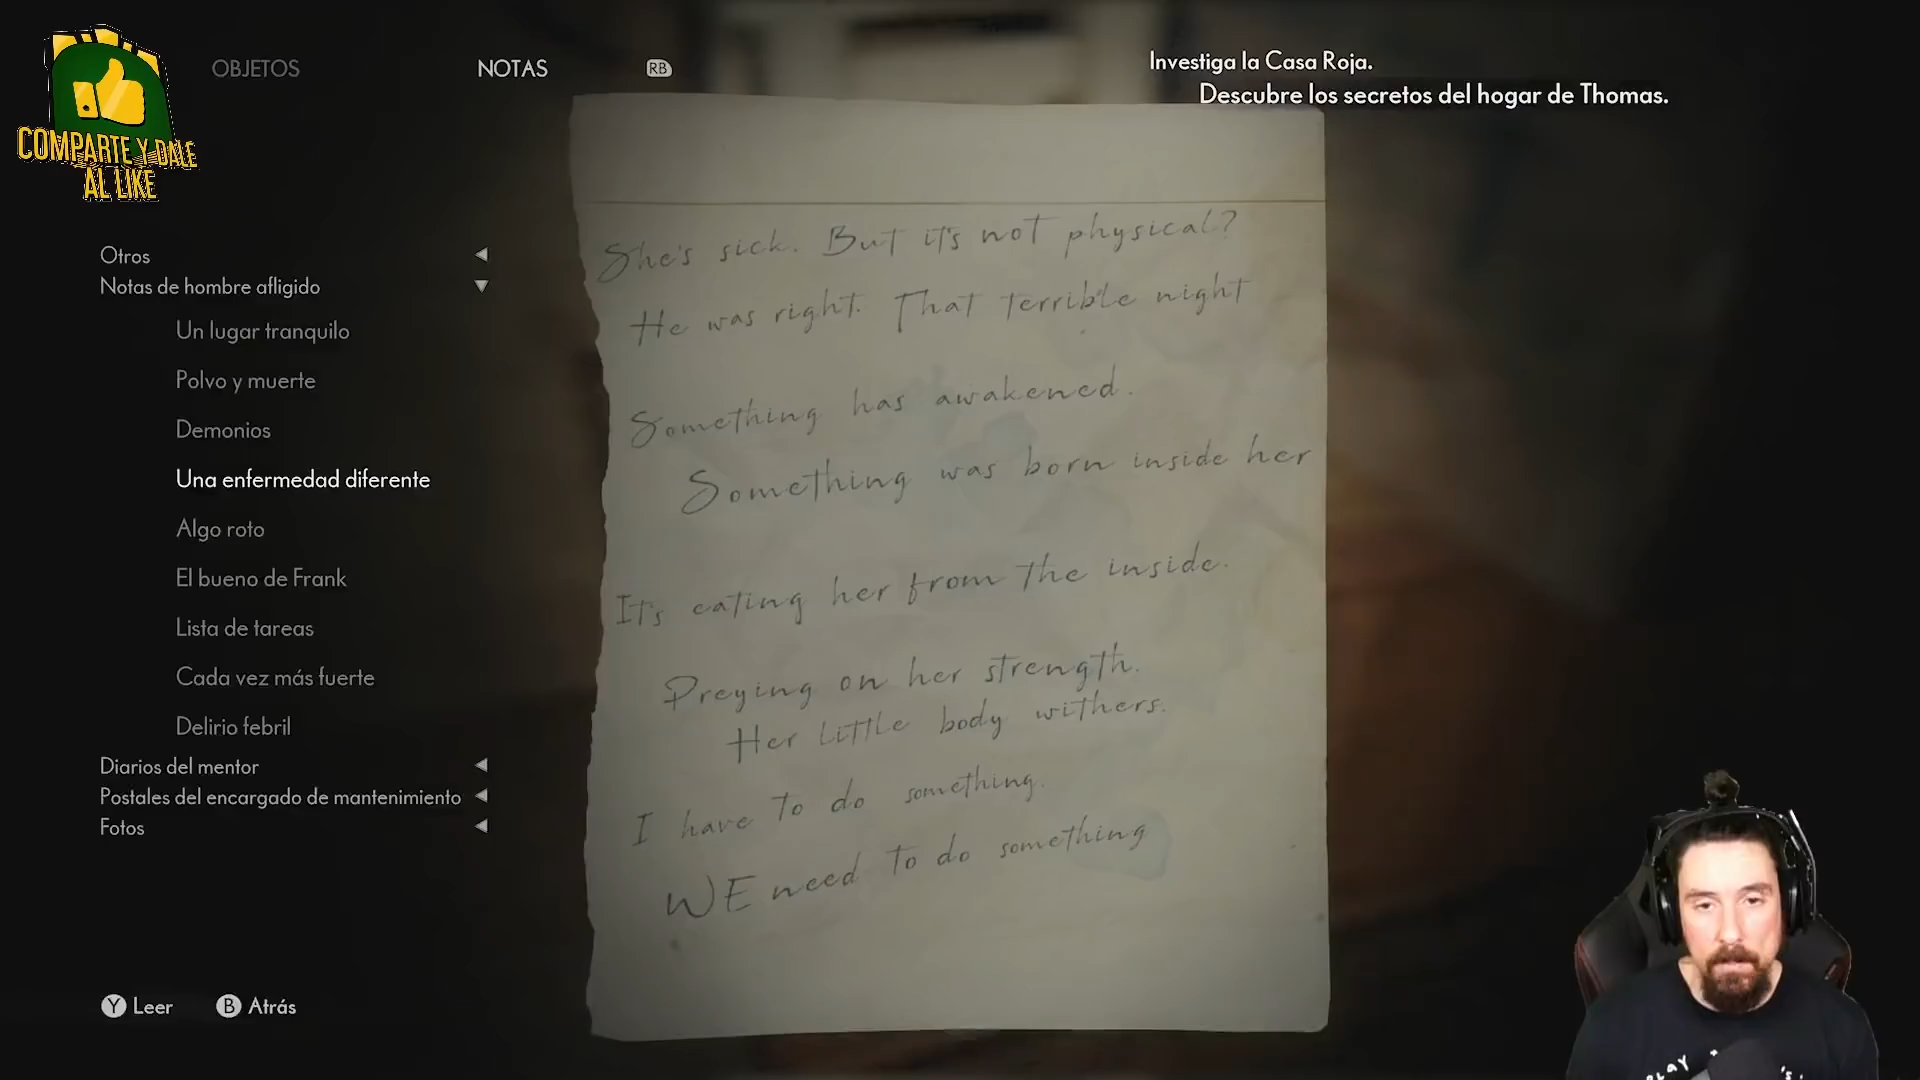 COMPARTE Y DALE
AL LIKE
OBJETOS
NOTAS
RB
Investiga la Casa Roja.
Descubre los secretos del hogar de Thomas.
Otros
Notas de hombre afligido
Un lugar tranquilo
Polvo y muerte
Demonios
Una enfermedad diferente
Algo roto
El bueno de Frank
Lista de tareas
Cada vez más fuerte
Delirio febril
Diarios del mentor
Postales del encargado de mantenimiento
Fotos
Y Leer
B Atrás
She's sick. But it's not physical?
He was right. That terrible night
Something has awakened.
Something was born inside her
It's eating her from the inside.
Preying on her strength.
Her little body withers.
I have to do something.
WE need to do something